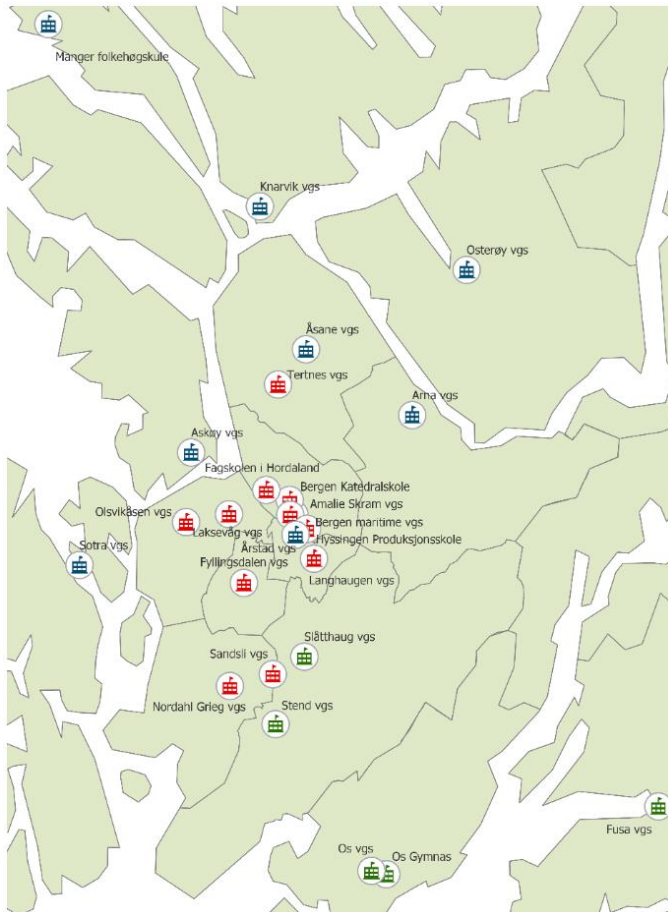 Manger folkehøgskule
Knarvik vgs
Osterøy vgs
Åsane vgs
Tertnes vgs
Arna vgs
Askøy vgs
Fagskolen i Hordaland
Bergen Katedralskole
Olsvikåsen vgs
Amalie Skram vgs
Laksevåg vgs
Bergen maritime vgs
Sotra vgs
Årstad vgs
Hyssingen Produksjonsskole
Fyllingsdalen vgs
Langhaugen vgs
Slåtthaug vgs
Sandsli vgs
Nordahl Grieg vgs
Stend vgs
Fusa vgs
Os vgs
Os Gymnas